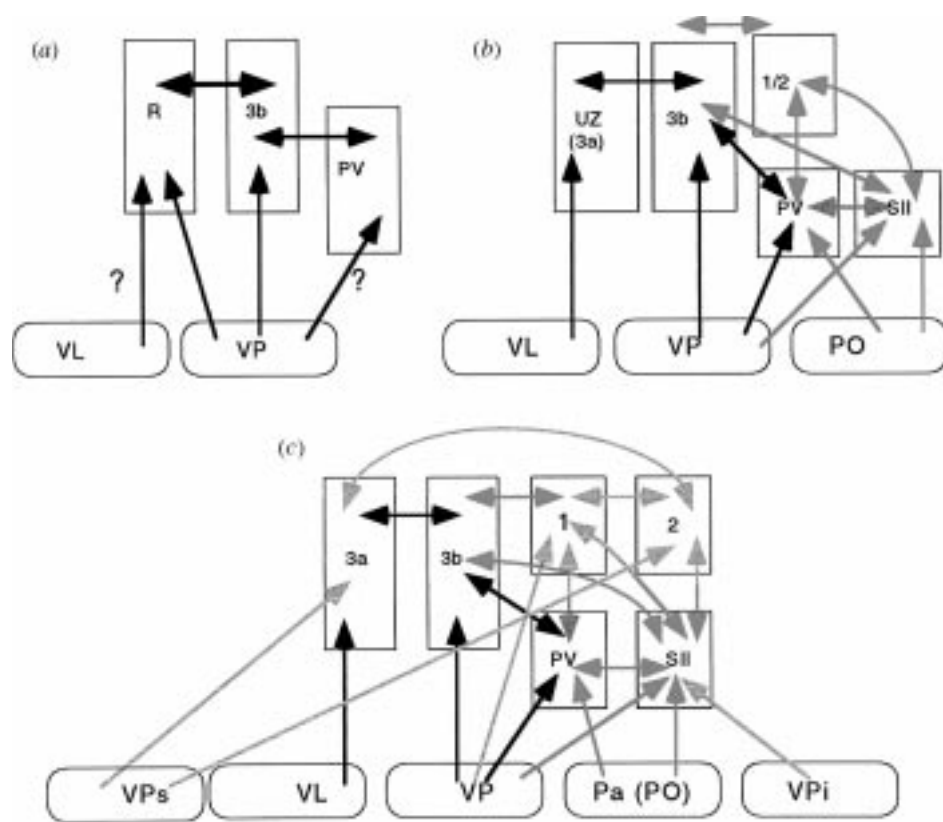 (a)
R
3b
PV
?
?
VL
VP
(b)
1/2
UZ
(3a)
3b
PV
SII
VL
VP
PO
(c)
1
2
3a
3b
PV
SII
VPs
VL
VP
Pa (PO)
VPi